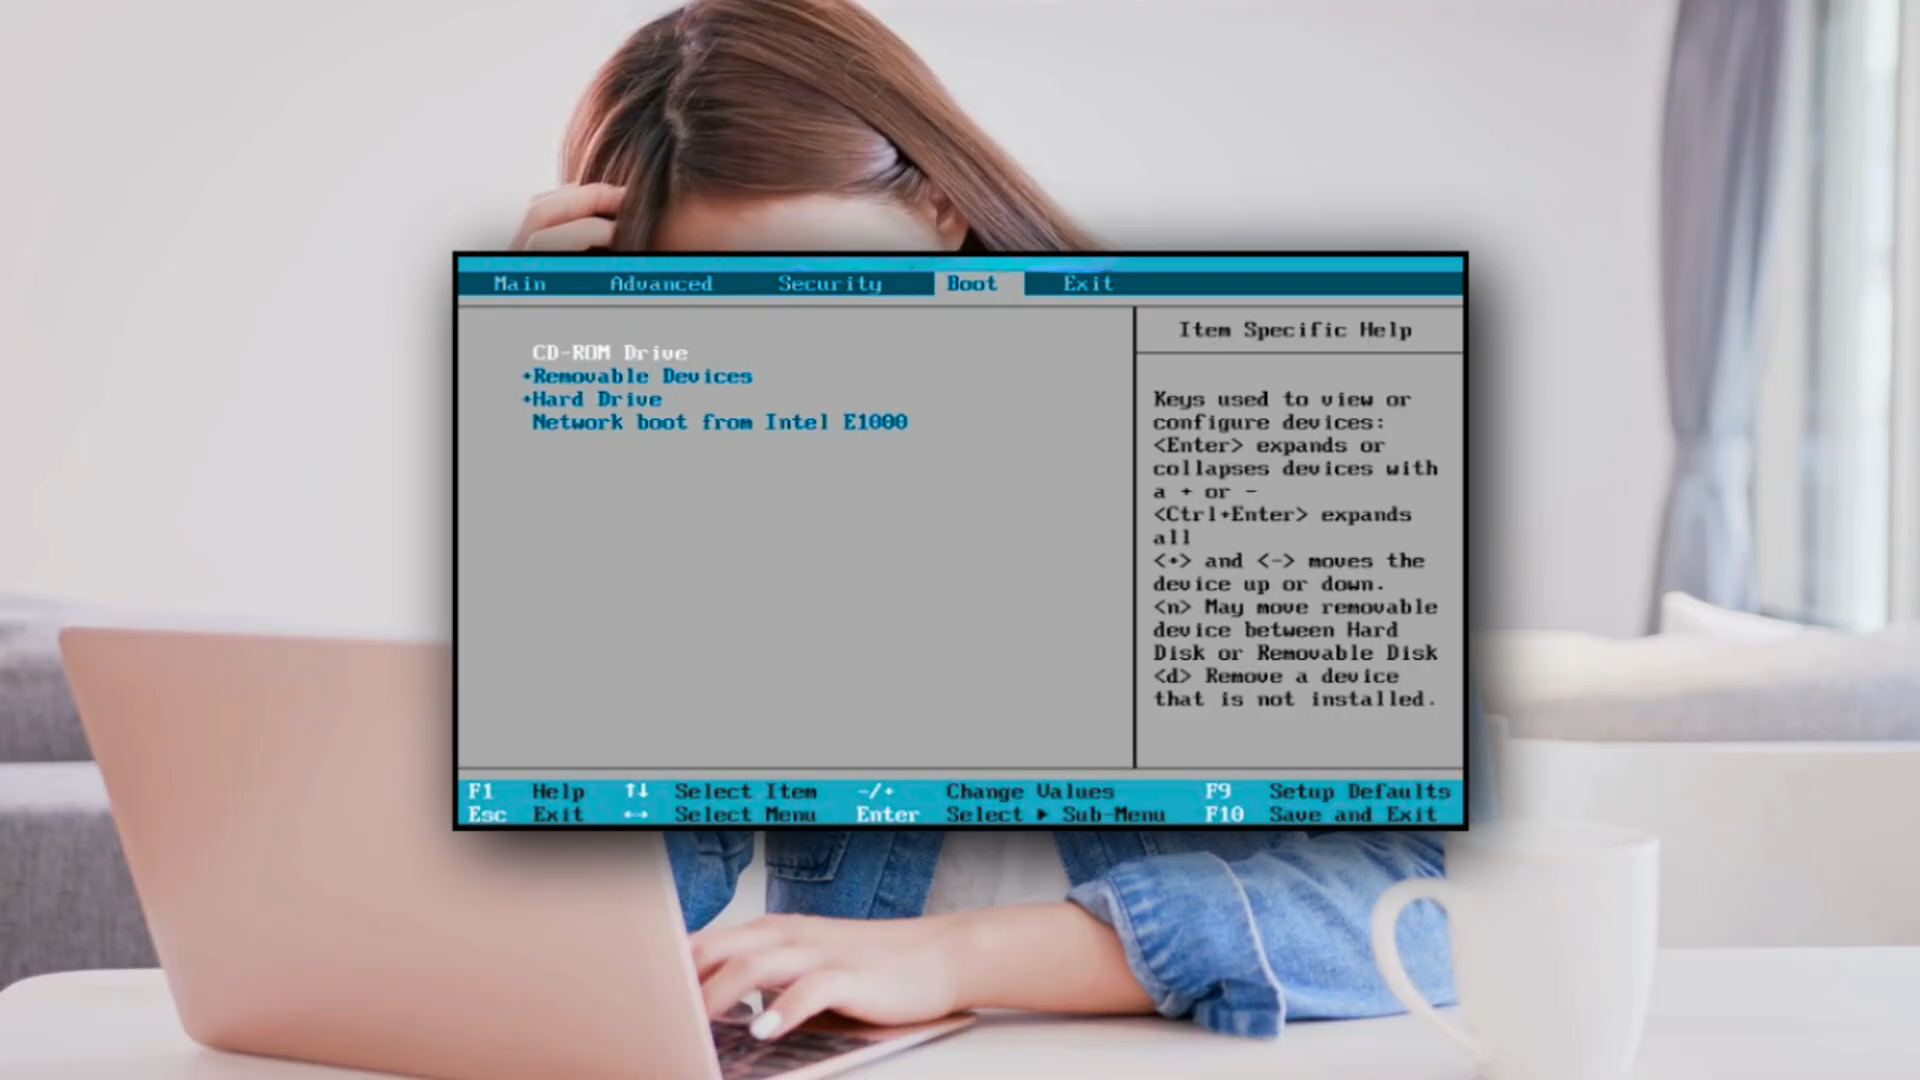 Main Advanced Security Boot Exit
CD-ROM Drive
+Removable Devices
+Hard Drive
Network boot from Intel E1000
Item Specific Help
Keys used to view or
configure devices:
<Enter> expands or
collapses devices with
a + or -
<Ctrl+Enter> expands
all
<+> and <-> moves the
device up or down.
<n> May move removable
device between Hard
Disk or Removable Disk
<d> Remove a device
that is not installed.
F1 Help ↑↓ Select Item -/+ Change Values F9 Setup Defaults
Esc Exit ↔ Select Menu Enter Select ▶ Sub-Menu F10 Save and Exit